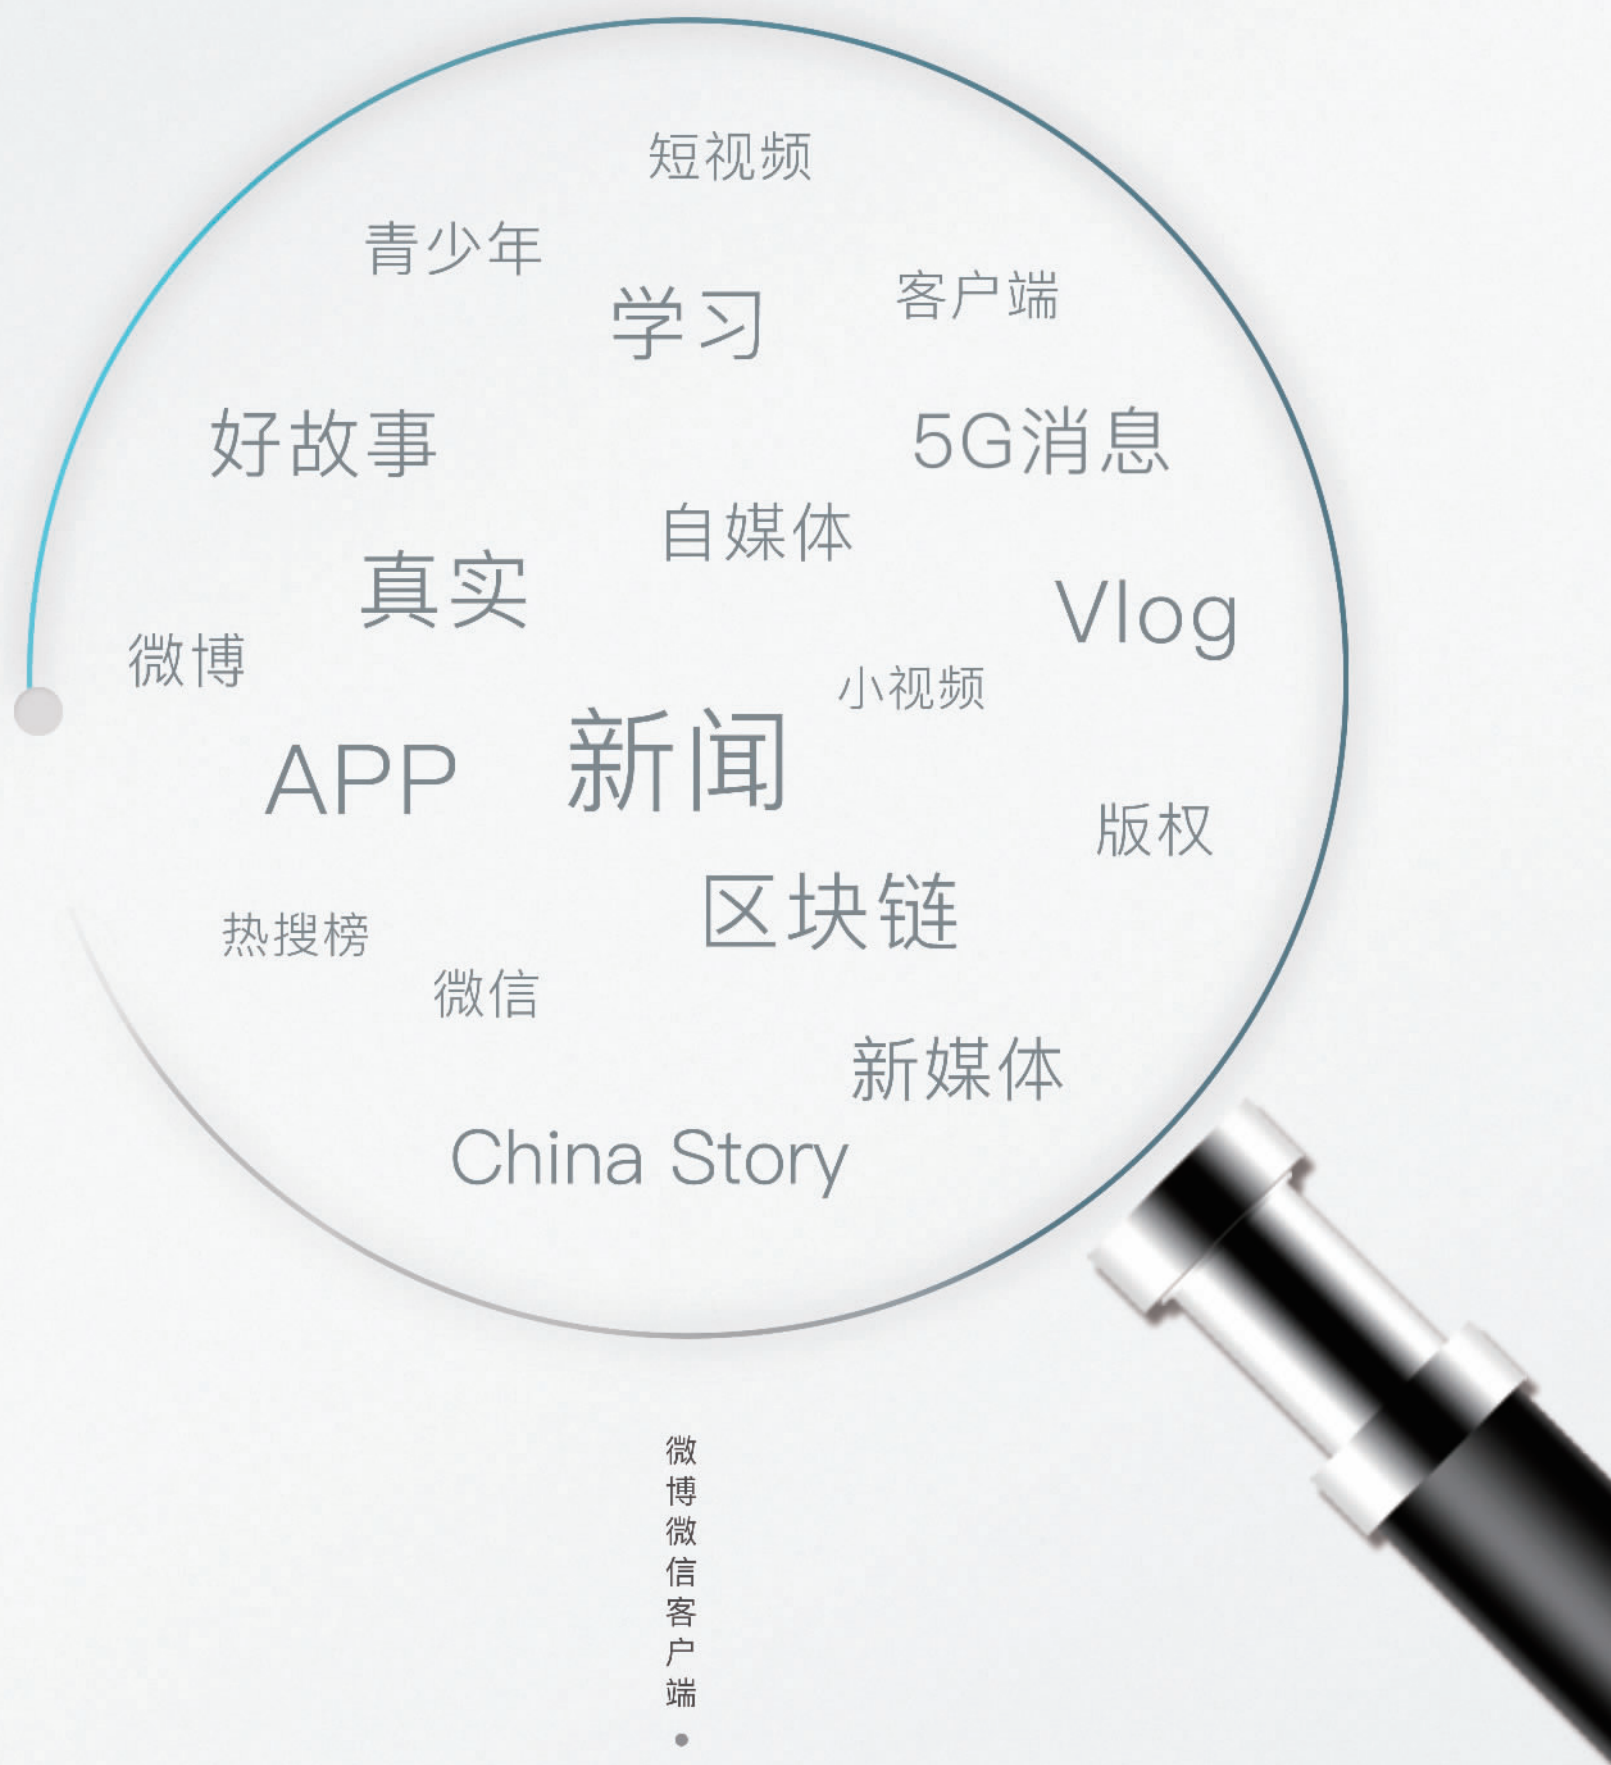 短视频
青少年
客户端
学习
好故事
5G消息
自媒体
真实
Vlog
微博
小视频
新闻
APP
版权
区块链
热搜榜
微信
新媒体
China Story
微博微信客户端